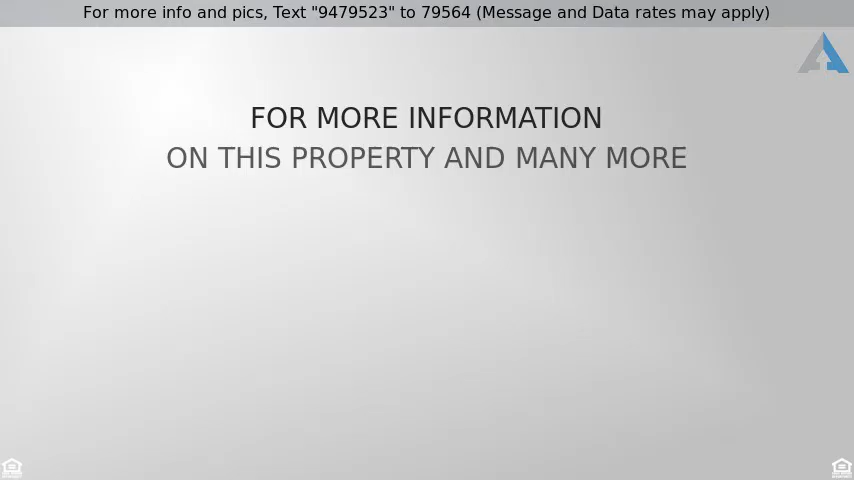 For more info and pics, Text "9479523" to 79564 (Message and Data rates may apply)
FOR MORE INFORMATION
ON THIS PROPERTY AND MANY MORE